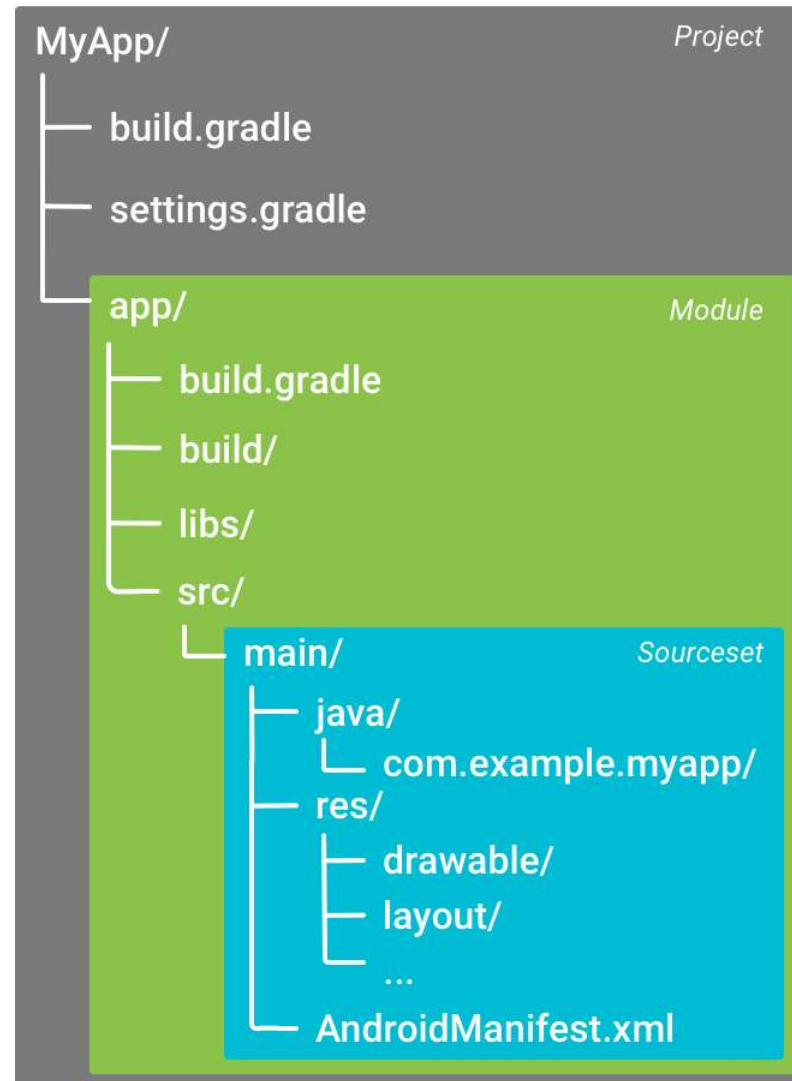 MyApp/ Project
build.gradle
settings.gradle
app/ Module
build.gradle
build/
libs/
src/
main/ Sourceset
java/
com.example.myapp/
res/
drawable/
layout/
...
AndroidManifest.xml